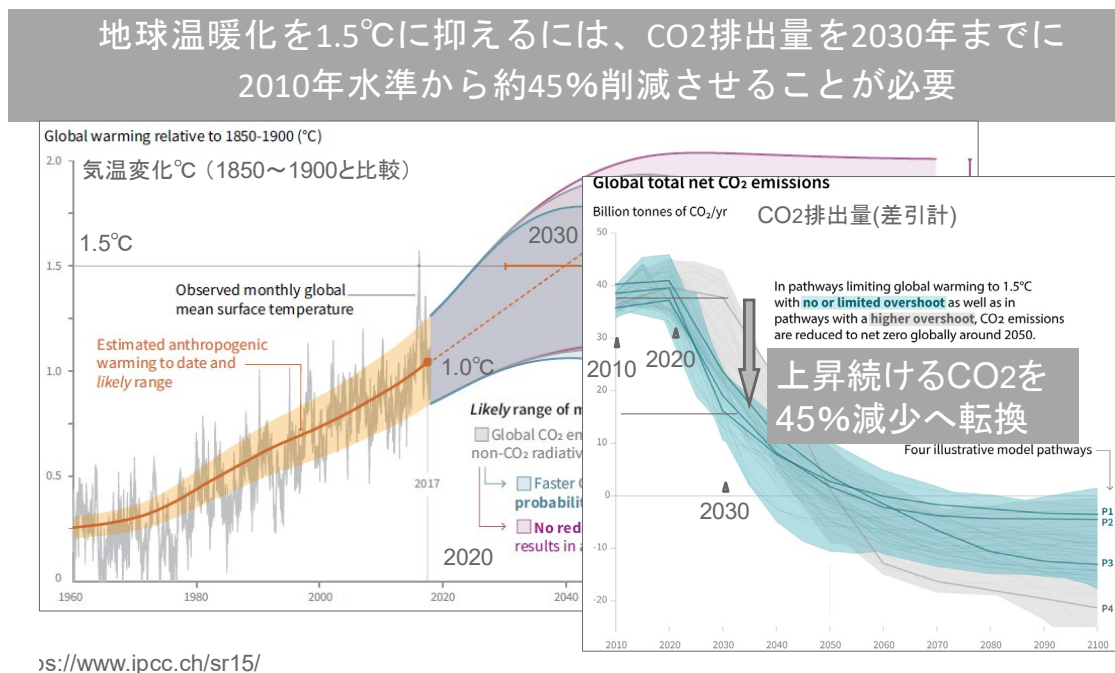 地球温暖化を1.5℃に抑えるには、CO2排出量を2030年までに
2010年水準から約45%削減させることが必要
Global warming relative to 1850-1900 (°C)
気温変化℃（1850～1900と比較）
2.0
1.5℃
1.5
1.0
0.5
0
Observed monthly global
mean surface temperature
Estimated anthropogenic
warming to date and
likely range
2030
1.0℃
Likely range of m
Global CO₂ em
non-CO₂ radiativ
Faster
probabilit
No red
results in a
2017
2020
1960
1980
2000
2020
2040
Global total net CO₂ emissions
Billion tonnes of CO₂/yr
CO2排出量(差引計)
50
40
30
20
10
0
-10
-20
In pathways limiting global warming to 1.5°C
with no or limited overshoot as well as in
pathways with a higher overshoot, CO₂ emissions
are reduced to net zero globally around 2050.
2010
2020
上昇続けるCO2を
45%減少へ転換
Four illustrative model pathways
2030
P1
P2
P3
P4
2010
2020
2030
2040
2050
2060
2070
2080
2090
2100
s://www.ipcc.ch/sr15/